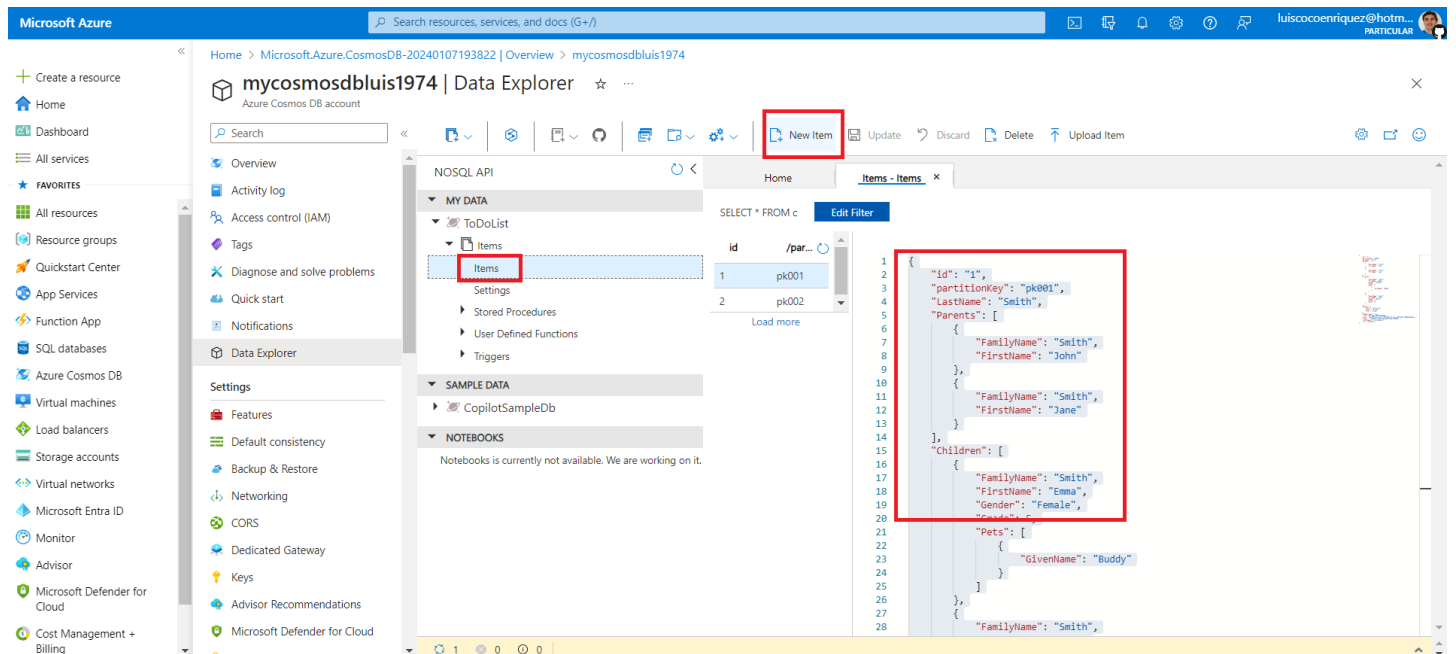 Microsoft Azure
Search resources, services, and docs (G+/)
luiscocoenriquez@hotm...
PARTICULAR
Home > Microsoft.Azure.CosmosDB-20240107193822 | Overview > mycosmosdbluis1974
mycosmosdbluis1974 | Data Explorer
Azure Cosmos DB account
Create a resource
Home
Dashboard
All services
FAVORITES
All resources
Resource groups
Quickstart Center
App Services
Function App
SQL databases
Azure Cosmos DB
Virtual machines
Load balancers
Storage accounts
Virtual networks
Microsoft Entra ID
Monitor
Advisor
Microsoft Defender for
Cloud
Cost Management +
Billing
Search
Overview
Activity log
Access control (IAM)
Tags
Diagnose and solve problems
Quick start
Notifications
Data Explorer
Settings
Features
Default consistency
Backup & Restore
Networking
CORS
Dedicated Gateway
Keys
Advisor Recommendations
Microsoft Defender for Cloud
New Item
Update
Discard
Delete
Upload Item
NOSQL API
MY DATA
ToDoList
Items
Items
Settings
Stored Procedures
User Defined Functions
Triggers
SAMPLE DATA
CopilotSampleDb
NOTEBOOKS
Notebooks is currently not available. We are working on it.
Home
Items - Items
SELECT * FROM c
Edit Filter
id /par...
1 pk001
2 pk002
Load more
1 {
2 "id": "1",
3 "partitionKey": "pk001",
4 "LastName": "Smith",
5 "Parents": [
6 {
7 "FamilyName": "Smith",
8 "FirstName": "John"
9 },
10 {
11 "FamilyName": "Smith",
12 "FirstName": "Jane"
13 }
14 ],
15 "Children": [
16 {
17 "FamilyName": "Smith",
18 "FirstName": "Emma",
19 "Gender": "Female",
20 "Grade": 5,
21 "Pets": [
22 {
23 "GivenName": "Buddy"
24 }
25 ]
26 },
27 {
28 "FamilyName": "Smith",
1 0 0